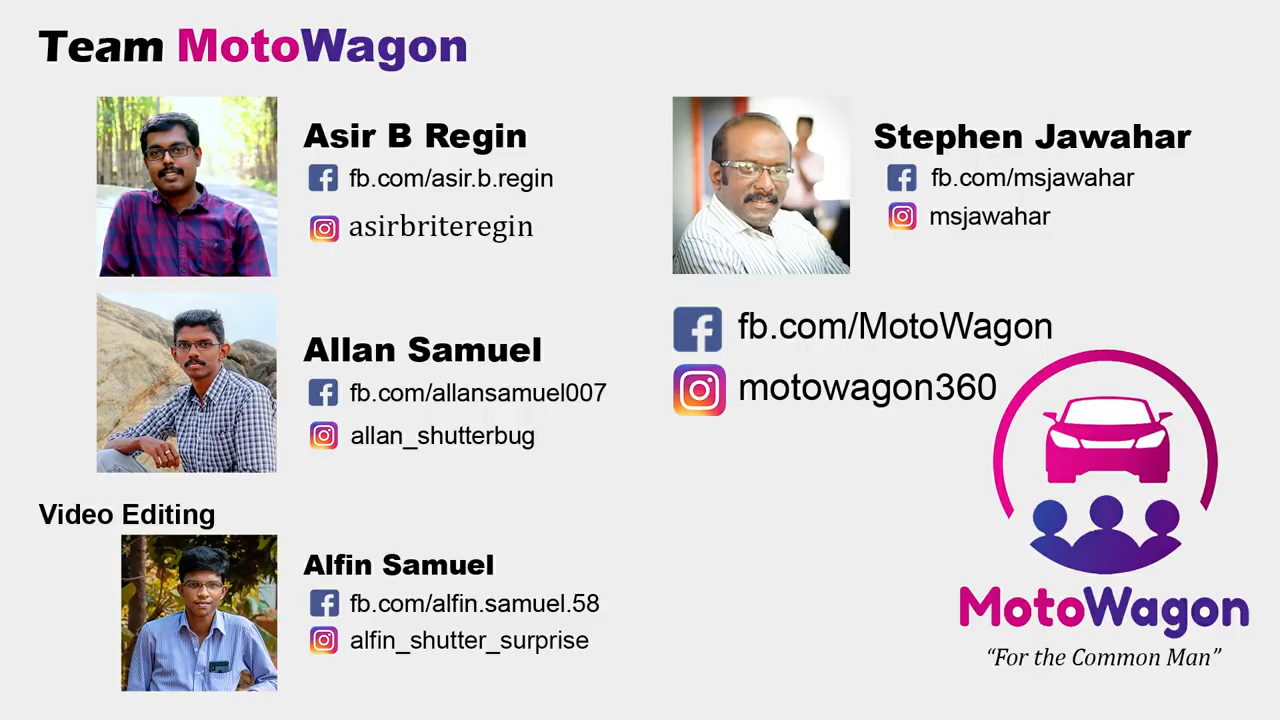 Team MotoWagon
Asir B Regin
fb.com/asir.b.regin
asirbriteregin
Allan Samuel
fb.com/allansamuel007
allan_shutterbug
Video Editing
Alfin Samuel
fb.com/alfin.samuel.58
alfin_shutter_surprise
Stephen Jawahar
fb.com/msjawahar
msjawahar
fb.com/MotoWagon
motowagon360
MotoWagon
“For the Common Man”